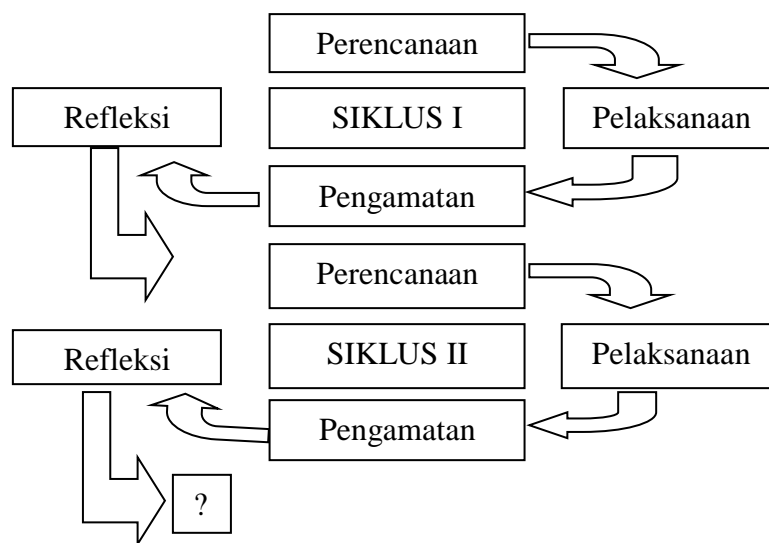 Perencanaan
Refleksi
SIKLUS I
Pelaksanaan
Pengamatan
Perencanaan
Refleksi
SIKLUS II
Pelaksanaan
Pengamatan
?